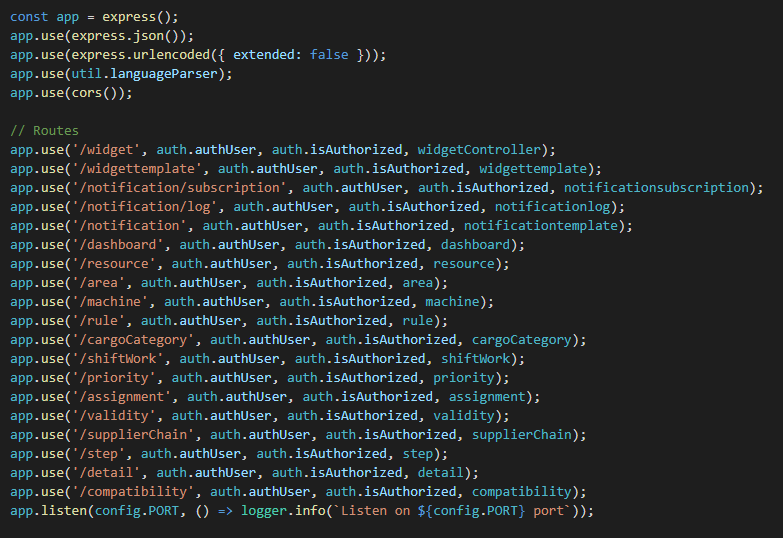 const app = express();
app.use(express.json());
app.use(express.urlencoded({ extended: false }));
app.use(util.languageParser);
app.use(cors());
// Routes
app.use('/widget', auth.authUser, auth.isAuthorized, widgetController);
app.use('/widgettemplate', auth.authUser, auth.isAuthorized, widgettemplate);
app.use('/notification/subscription', auth.authUser, auth.isAuthorized, notificationsubscription);
app.use('/notification/log', auth.authUser, auth.isAuthorized, notificationlog);
app.use('/notification', auth.authUser, auth.isAuthorized, notificationtemplate);
app.use('/dashboard', auth.authUser, auth.isAuthorized, dashboard);
app.use('/resource', auth.authUser, auth.isAuthorized, resource);
app.use('/area', auth.authUser, auth.isAuthorized, area);
app.use('/machine', auth.authUser, auth.isAuthorized, machine);
app.use('/rule', auth.authUser, auth.isAuthorized, rule);
app.use('/cargoCategory', auth.authUser, auth.isAuthorized, cargoCategory);
app.use('/shiftWork', auth.authUser, auth.isAuthorized, shiftWork);
app.use('/priority', auth.authUser, auth.isAuthorized, priority);
app.use('/assignment', auth.authUser, auth.isAuthorized, assignment);
app.use('/validity', auth.authUser, auth.isAuthorized, validity);
app.use('/supplierChain', auth.authUser, auth.isAuthorized, supplierChain);
app.use('/step', auth.authUser, auth.isAuthorized, step);
app.use('/detail', auth.authUser, auth.isAuthorized, detail);
app.use('/compatibility', auth.authUser, auth.isAuthorized, compatibility);
app.listen(config.PORT, () => logger.info(`Listen on ${config.PORT} port`));